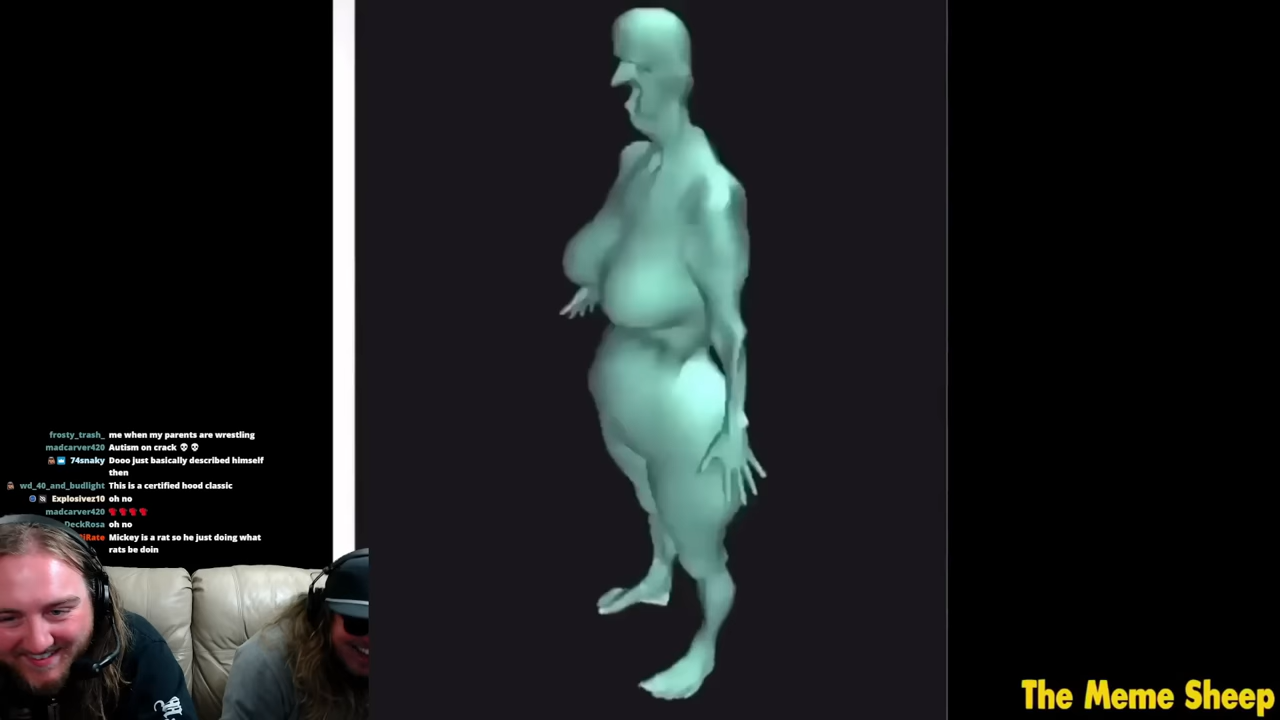 frosty_trash_ me when my parents are wrestling
madcarver420 Autism on crack
74snaky Dooo just basically described himself
then
wd_40_and_budlight This is a certified hood classic
Explosivez10 oh no
madcarver420
DeckRosa oh no
iRate Mickey is a rat so he just doing what
rats be doin
The Meme Sheep